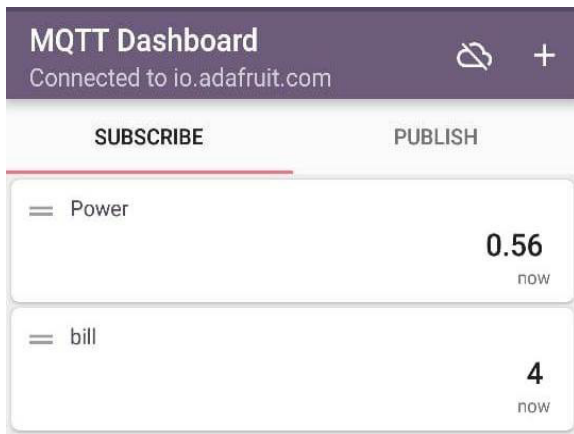 MQTT Dashboard
Connected to io.adafruit.com
SUBSCRIBE
PUBLISH
Power
0.56
now
bill
4
now